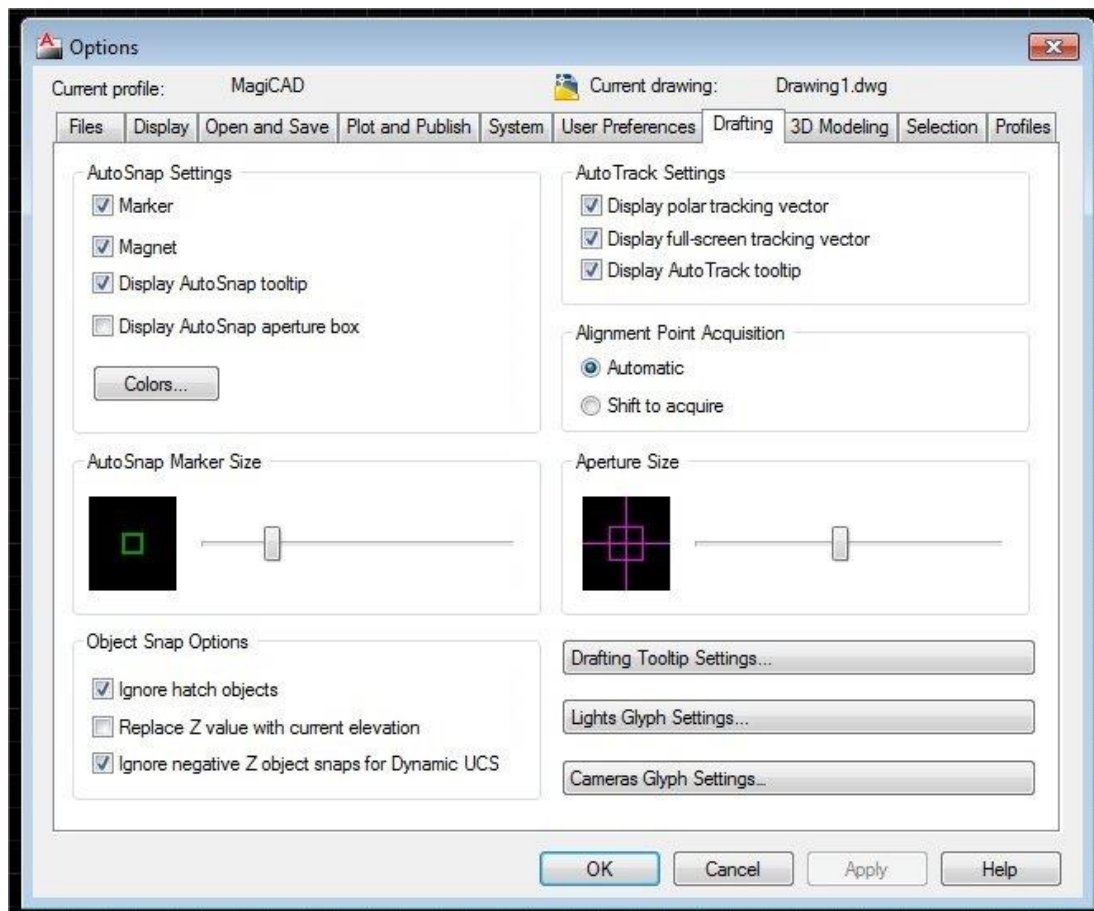 Options
Current profile: MagiCAD Current drawing: Drawing1.dwg
Files Display Open and Save Plot and Publish System User Preferences Drafting 3D Modeling Selection Profiles
AutoSnap Settings
Marker
Magnet
Display AutoSnap tooltip
Display AutoSnap aperture box
Colors...
AutoTrack Settings
Display polar tracking vector
Display full-screen tracking vector
Display AutoTrack tooltip
Alignment Point Acquisition
Automatic
Shift to acquire
AutoSnap Marker Size
Aperture Size
Object Snap Options
Ignore hatch objects
Replace Z value with current elevation
Ignore negative Z object snaps for Dynamic UCS
Drafting Tooltip Settings...
Lights Glyph Settings...
Cameras Glyph Settings...
OK Cancel Apply Help